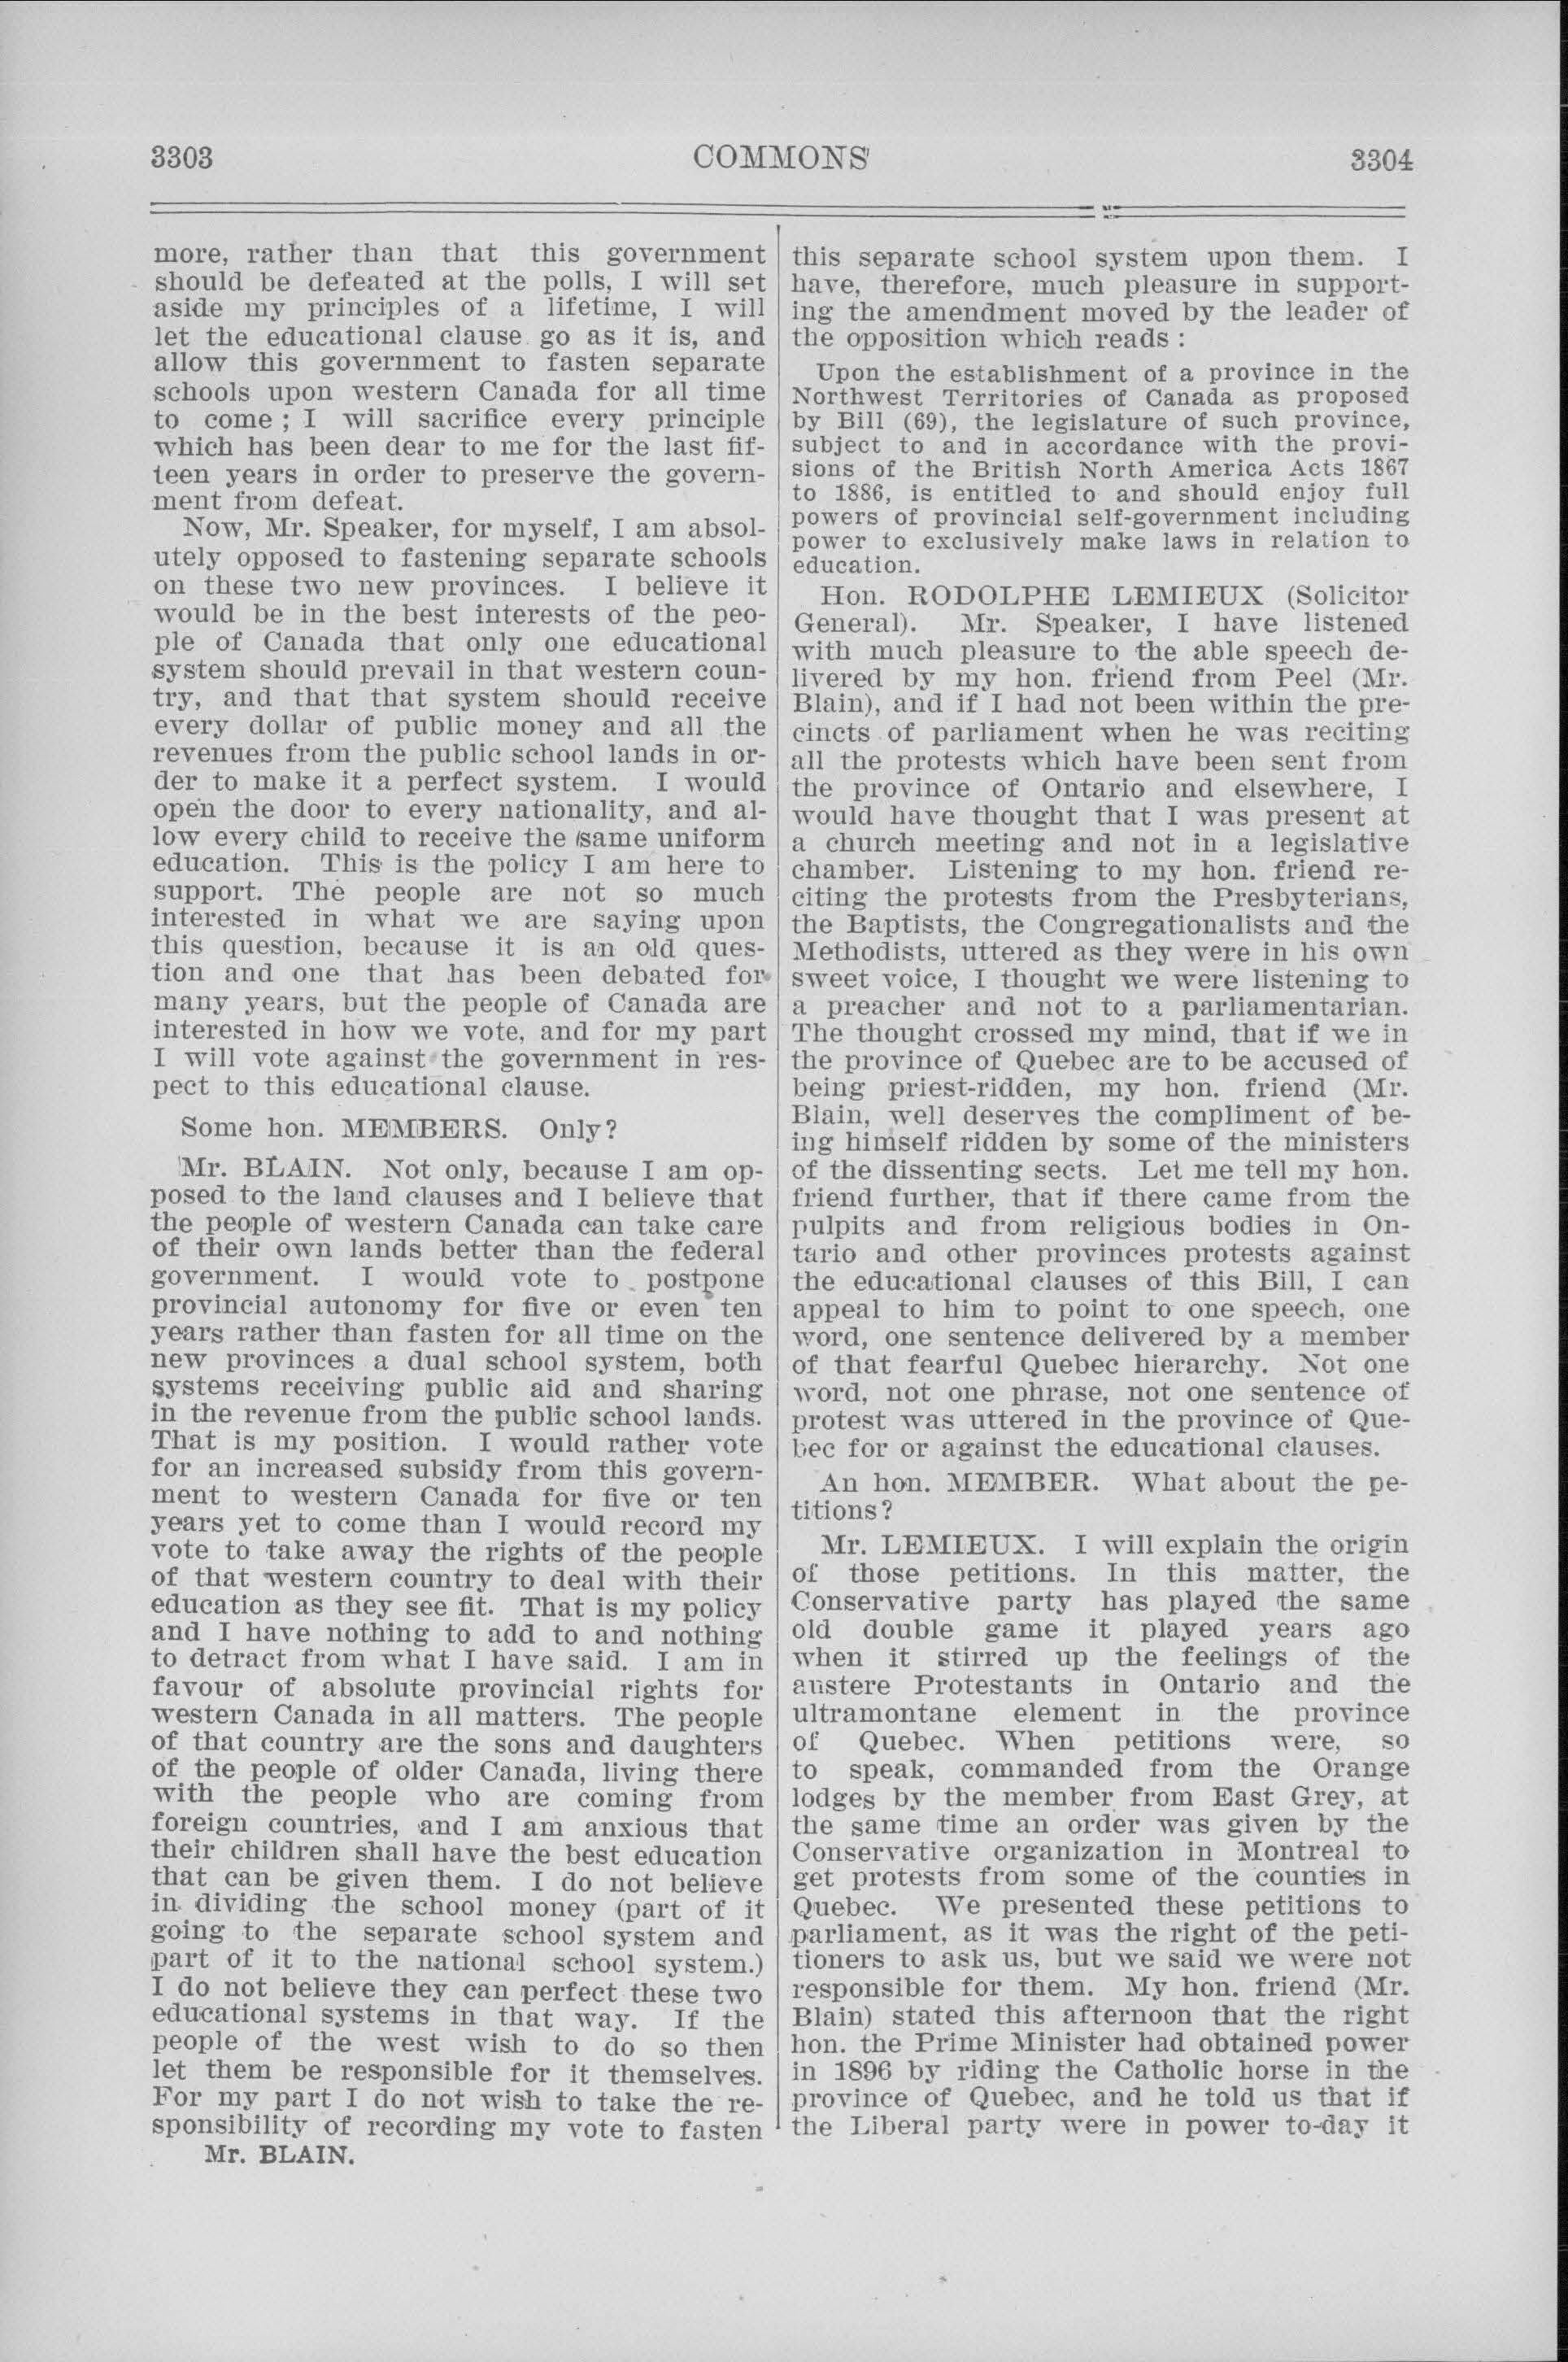 3303
COMMONS
3304
more, rather than that this government
should be defeated at the polls, I will set
aside my principles of a lifetime, I will
let the educational clause go as it is, and
allow this government to fasten separate
schools upon western Canada for all time
to come ; I will sacrifice every principle
which has been dear to me for the last fif-
teen years in order to preserve the govern-
ment from defeat.
Now, Mr. Speaker, for myself, I am absol-
utely opposed to fastening separate schools
on these two new provinces. I believe it
would be in the best interests of the peo-
ple of Canada that only one educational
system should prevail in that western coun-
try, and that that system should receive
every dollar of public money and all the
revenues from the public school lands in or-
der to make it a perfect system. I would
open the door to every nationality, and al-
low every child to receive the same uniform
education. This is the policy I am here to
support. The people are not so much
interested in what we are saying upon
this question, because it is an old ques-
tion and one that has been debated for
many years, but the people of Canada are
interested in how we vote, and for my part
I will vote against the government in res-
pect to this educational clause.
Some hon. MEMBERS. Only?
Mr. BLAIN. Not only, because I am op-
posed to the land clauses and I believe that
the people of western Canada can take care
of their own lands better than the federal
government. I would vote to postpone
provincial autonomy for five or even ten
years rather than fasten for all time on the
new provinces a dual school system, both
systems receiving public aid and sharing
in the revenue from the public school lands.
That is my position. I would rather vote
for an increased subsidy from this govern-
ment to western Canada for five or ten
years yet to come than I would record my
vote to take away the rights of the people
of that western country to deal with their
education as they see fit. That is my policy
and I have nothing to add to and nothing
to detract from what I have said. I am in
favour of absolute provincial rights for
western Canada in all matters. The people
of that country are the sons and daughters
of the people of older Canada, living there
with the people who are coming from
foreign countries, and I am anxious that
their children shall have the best education
that can be given them. I do not believe
in dividing the school money (part of it
going to the separate school system and
part of it to the national school system.)
I do not believe they can perfect these two
educational systems in that way. If the
people of the west wish to do so then
let them be responsible for it themselves.
For my part I do not wish to take the re-
sponsibility of recording my vote to fasten
Mr. BLAIN.
this separate school system upon them. I
have, therefore, much pleasure in support-
ing the amendment moved by the leader of
the opposition which reads :
Upon the establishment of a province in the
Northwest Territories of Canada as proposed
by Bill (69), the legislature of such province,
subject to and in accordance with the provi-
sions of the British North America Acts 1867
to 1886, is entitled to and should enjoy full
powers of provincial self-government including
power to exclusively make laws in relation to
education.
Hon. RODOLPHE LEMIEUX (Solicitor
General). Mr. Speaker, I have listened
with much pleasure to the able speech de-
livered by my hon. friend from Peel (Mr.
Blain), and if I had not been within the pre-
cincts of parliament when he was reciting
all the protests which have been sent from
the province of Ontario and elsewhere, I
would have thought that I was present at
a church meeting and not in a legislative
chamber. Listening to my hon. friend re-
citing the protests from the Presbyterians,
the Baptists, the Congregationalists and the
Methodists, uttered as they were in his own
sweet voice, I thought we were listening to
a preacher and not to a parliamentarian.
The thought crossed my mind, that if we in
the province of Quebec are to be accused of
being priest-ridden, my hon. friend (Mr.
Blain, well deserves the compliment of be-
ing himself ridden by some of the ministers
of the dissenting sects. Let me tell my hon.
friend further, that if there came from the
pulpits and from religious bodies in On-
tario and other provinces protests against
the educational clauses of this Bill, I can
appeal to him to point to one speech, one
word, one sentence delivered by a member
of that fearful Quebec hierarchy. Not one
word, not one phrase, not one sentence of
protest was uttered in the province of Que-
bec for or against the educational clauses.
An hon. MEMBER. What about the pe-
titions?
Mr. LEMIEUX. I will explain the origin
of those petitions. In this matter, the
Conservative party has played the same
old double game it played years ago
when it stirred up the feelings of the
austere Protestants in Ontario and the
ultramontane element in the province
of Quebec. When petitions were, so
to speak, commanded from the Orange
lodges by the member from East Grey, at
the same time an order was given by the
Conservative organization in Montreal to
get protests from some of the counties in
Quebec. We presented these petitions to
parliament, as it was the right of the peti-
tioners to ask us, but we said we were not
responsible for them. My hon. friend (Mr.
Blain) stated this afternoon that the right
hon. the Prime Minister had obtained power
in 1896 by riding the Catholic horse in the
province of Quebec, and he told us that if
the Liberal party were in power to-day it